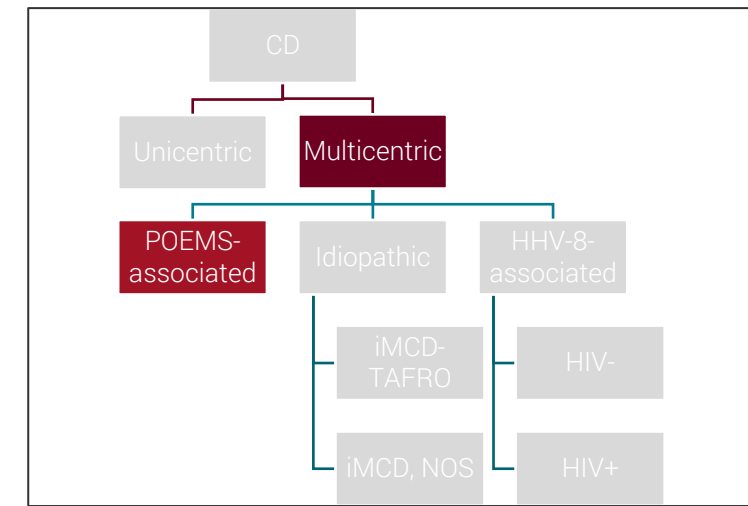 CD
Unicentric
Multicentric
POEMS-
associated
Idiopathic
HHV-8-
associated
iMCD-
TAFRO
HIV-
iMCD, NOS
HIV+